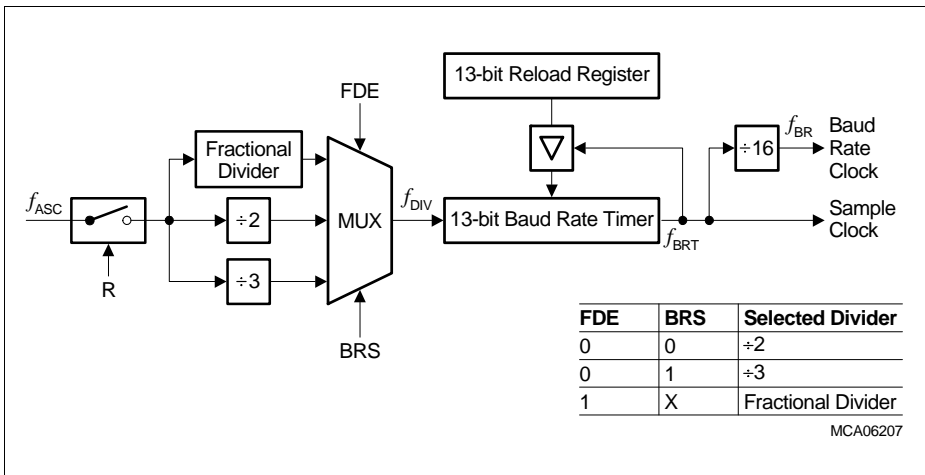 13-bit Reload Register
FDE
Fractional
Divider
fASC
÷2
÷3
R
MUX
BRS
fDIV
13-bit Baud Rate Timer
fBRT
÷16
fBR
Baud
Rate
Clock
Sample
Clock
FDE BRS Selected Divider
0 0 ÷2
0 1 ÷3
1 X Fractional Divider
MCA06207